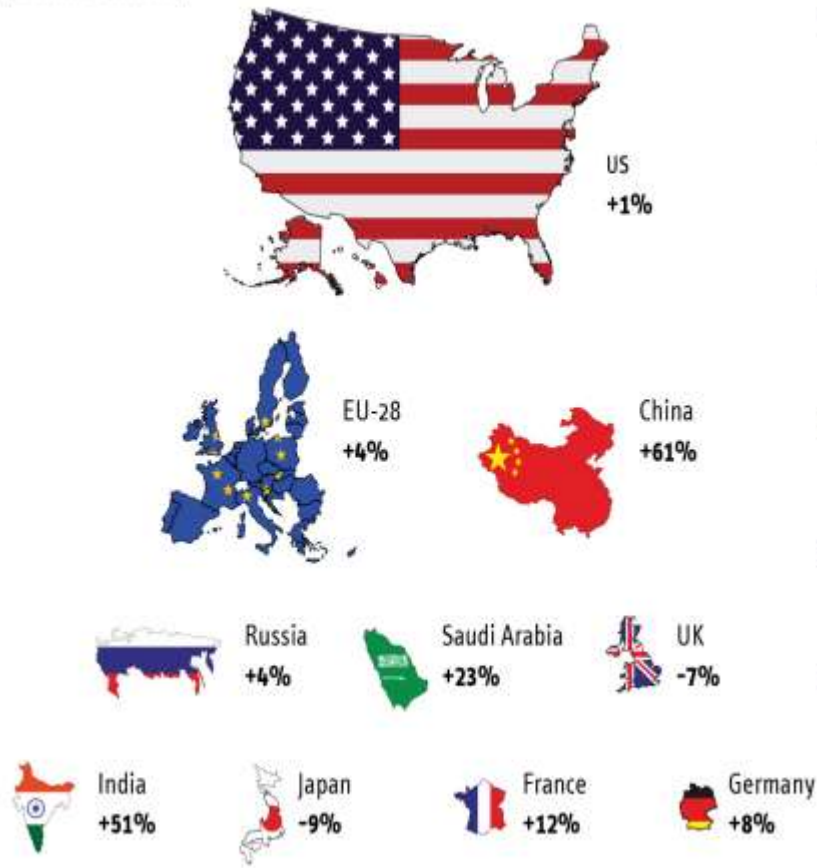 US
+1%
EU-28
+4%
China
+61%
Russia
+4%
Saudi Arabia
+23%
UK
-7%
India
+51%
Japan
-9%
France
+12%
Germany
+8%